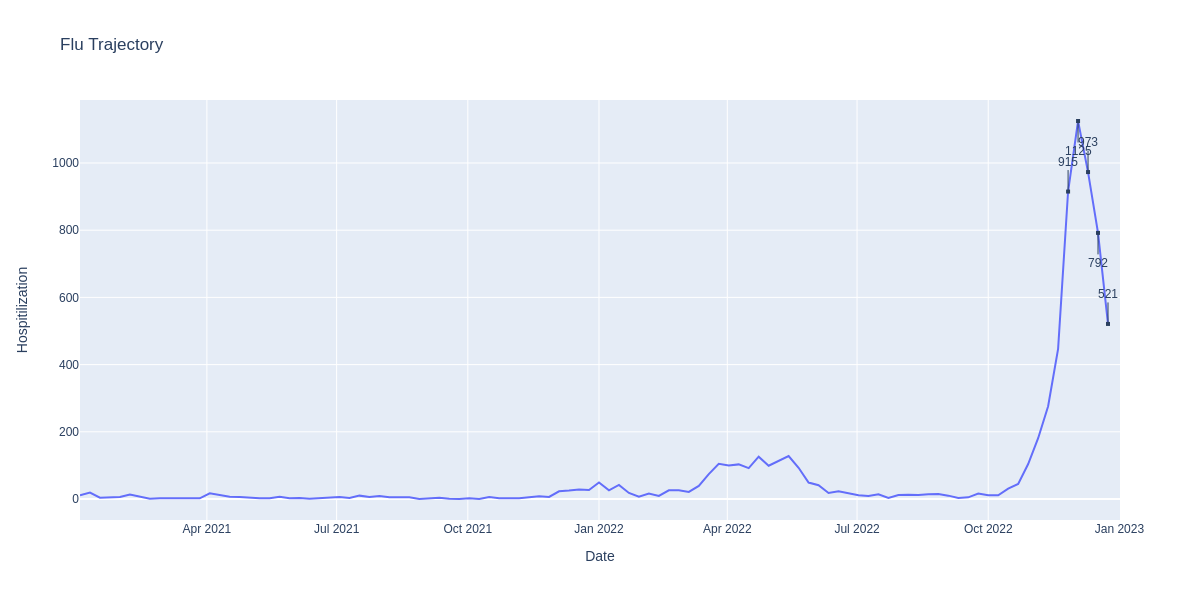 Flu Trajectory
Hospitilization
1000
800
600
400
200
0
973
1125
915
792
521
Apr 2021
Jul 2021
Oct 2021
Jan 2022
Apr 2022
Jul 2022
Oct 2022
Jan 2023
Date